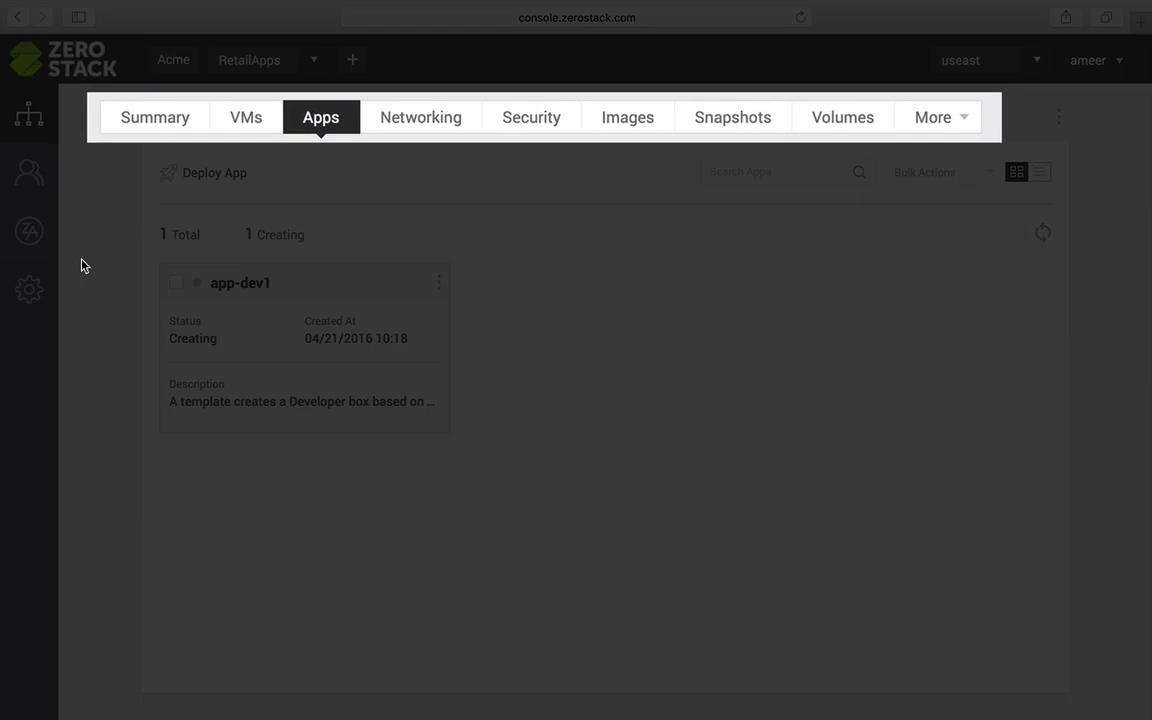 console.zerostack.com
ZERO STACK
Acme RetailApps + useast ameer
Summary VMs Apps Networking Security Images Snapshots Volumes More
Deploy App Search Apps Bulk Actions
1 Total 1 Creating
app-dev1
Status Created At
Creating 04/21/2016 10:18
Description
A template creates a Developer box based on ...